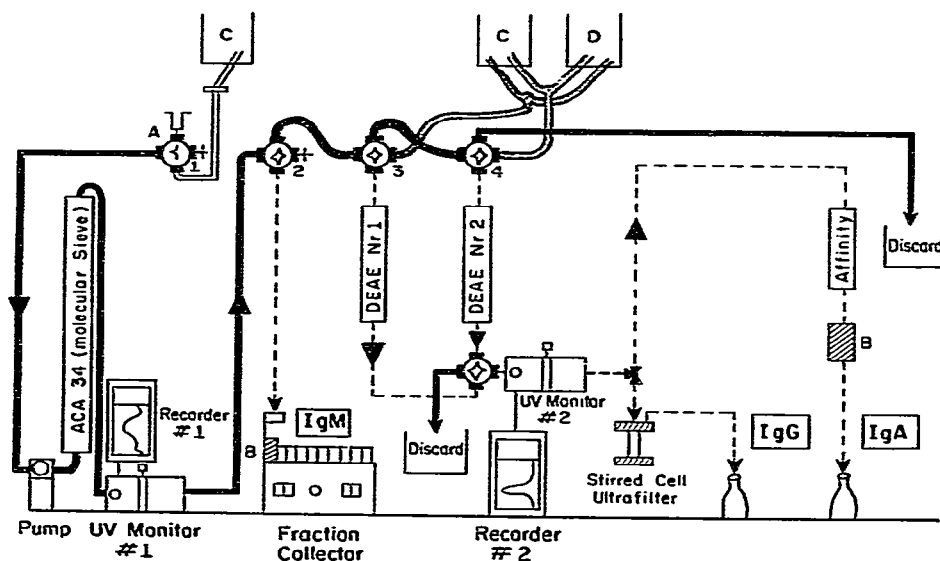 C
C
D
A
1
2
3
4
ACA 34 (molecular Sieve)
DEAE Nr 1
DEAE Nr 2
Affinity
Discard
B
Recorder
#1
IgM
B
Discard
UV Monitor
#2
IgG
IgA
Stirred Cell
Ultrafilter
Pump
UV Monitor
#1
Fraction
Collector
Recorder
# 2